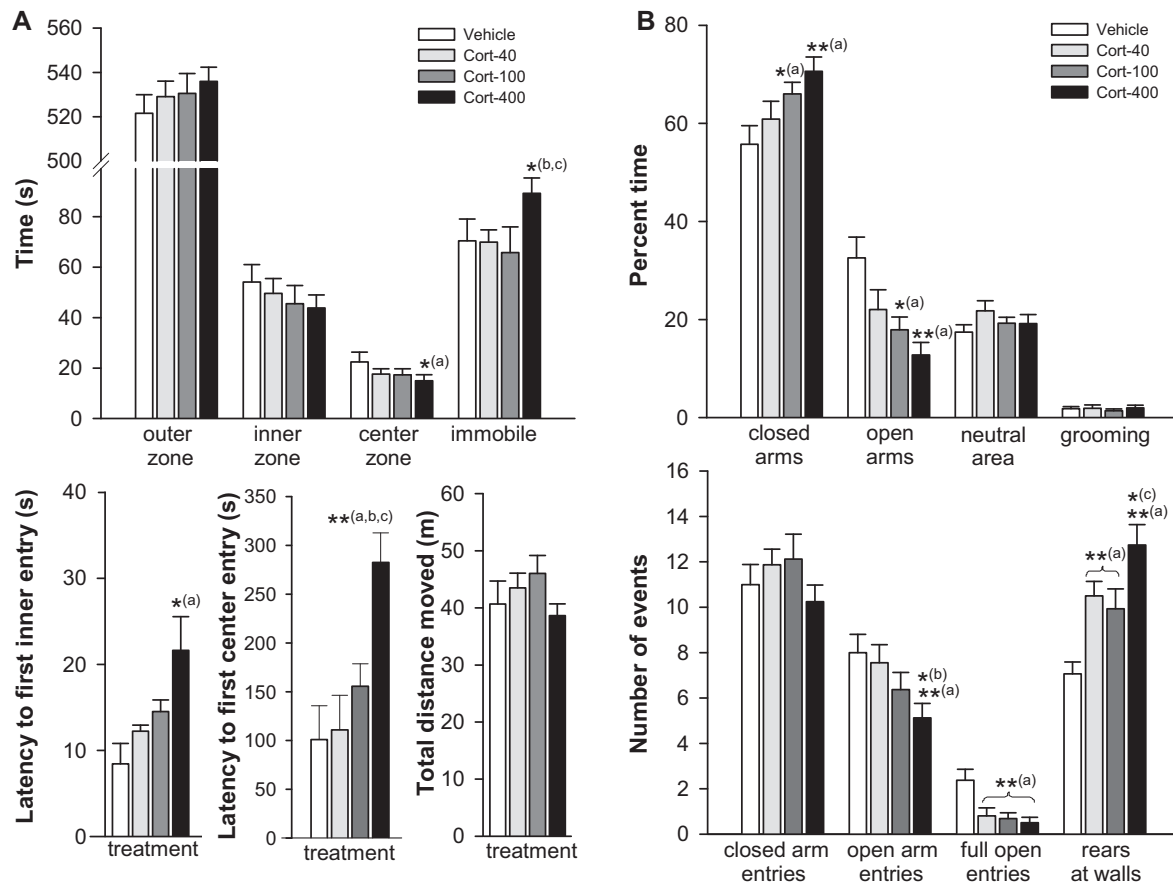 A
560
540
520
500
80
60
40
20
0
Time (s)
Vehicle
Cort-40
Cort-100
Cort-400
*(b,c)
*(a)
outer zone
inner zone
center zone
immobile
Latency to first inner entry (s)
40
30
20
10
0
*(a)
treatment
Latency to first center entry (s)
350
300
250
200
150
100
50
0
**(a,b,c)
treatment
Total distance moved (m)
60
50
40
30
20
10
0
treatment
B
80
60
40
20
0
Percent time
Vehicle
Cort-40
Cort-100
Cort-400
*(a)
**(a)
*(a)
**(a)
closed arms
open arms
neutral area
grooming
16
14
12
10
8
6
4
2
0
Number of events
*(b)
**(a)
**(a)
**(a)
*(c)
**(a)
closed arm entries
open arm entries
full open entries
rears at walls